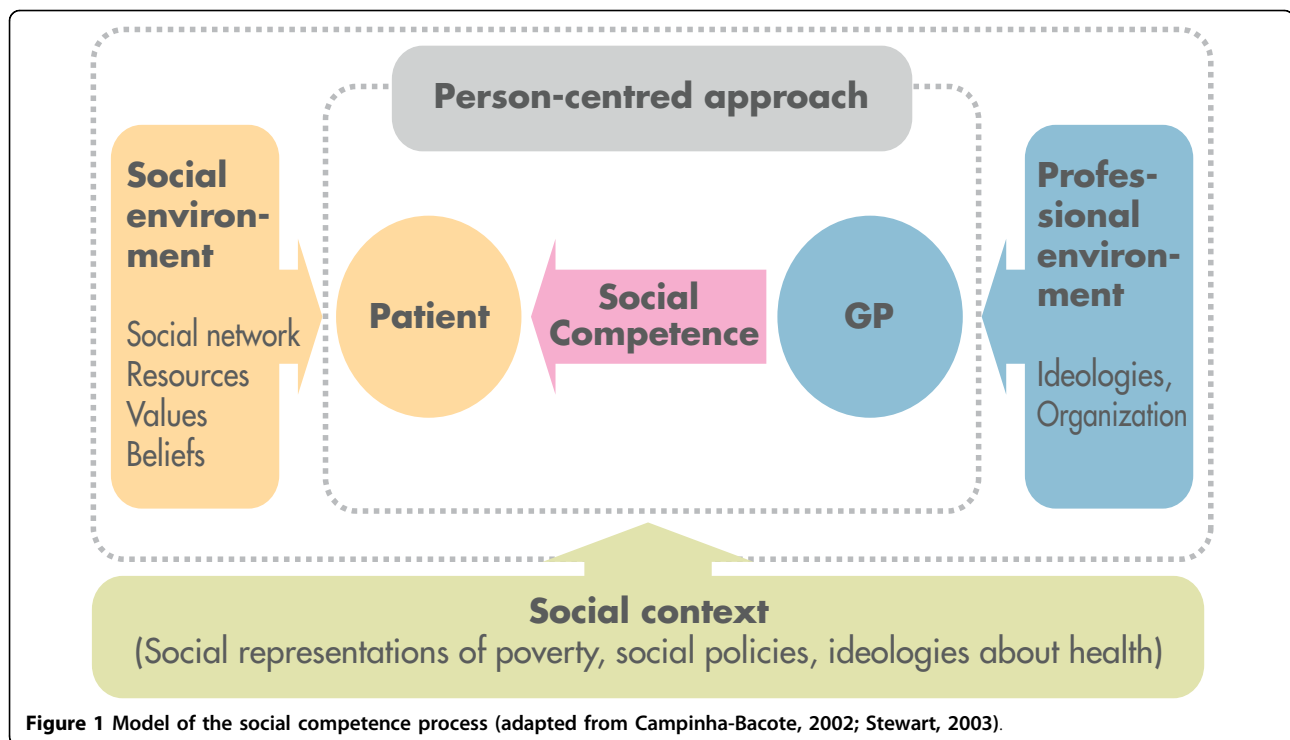 Person-centred approach
Social
environ-
ment
Social network
Resources
Values
Beliefs
Patient
Social
Competence
GP
Profes-
sional
environ-
ment
Ideologies,
Organization
Social context
(Social representations of poverty, social policies, ideologies about health)
Figure 1 Model of the social competence process (adapted from Campinha-Bacote, 2002; Stewart, 2003).